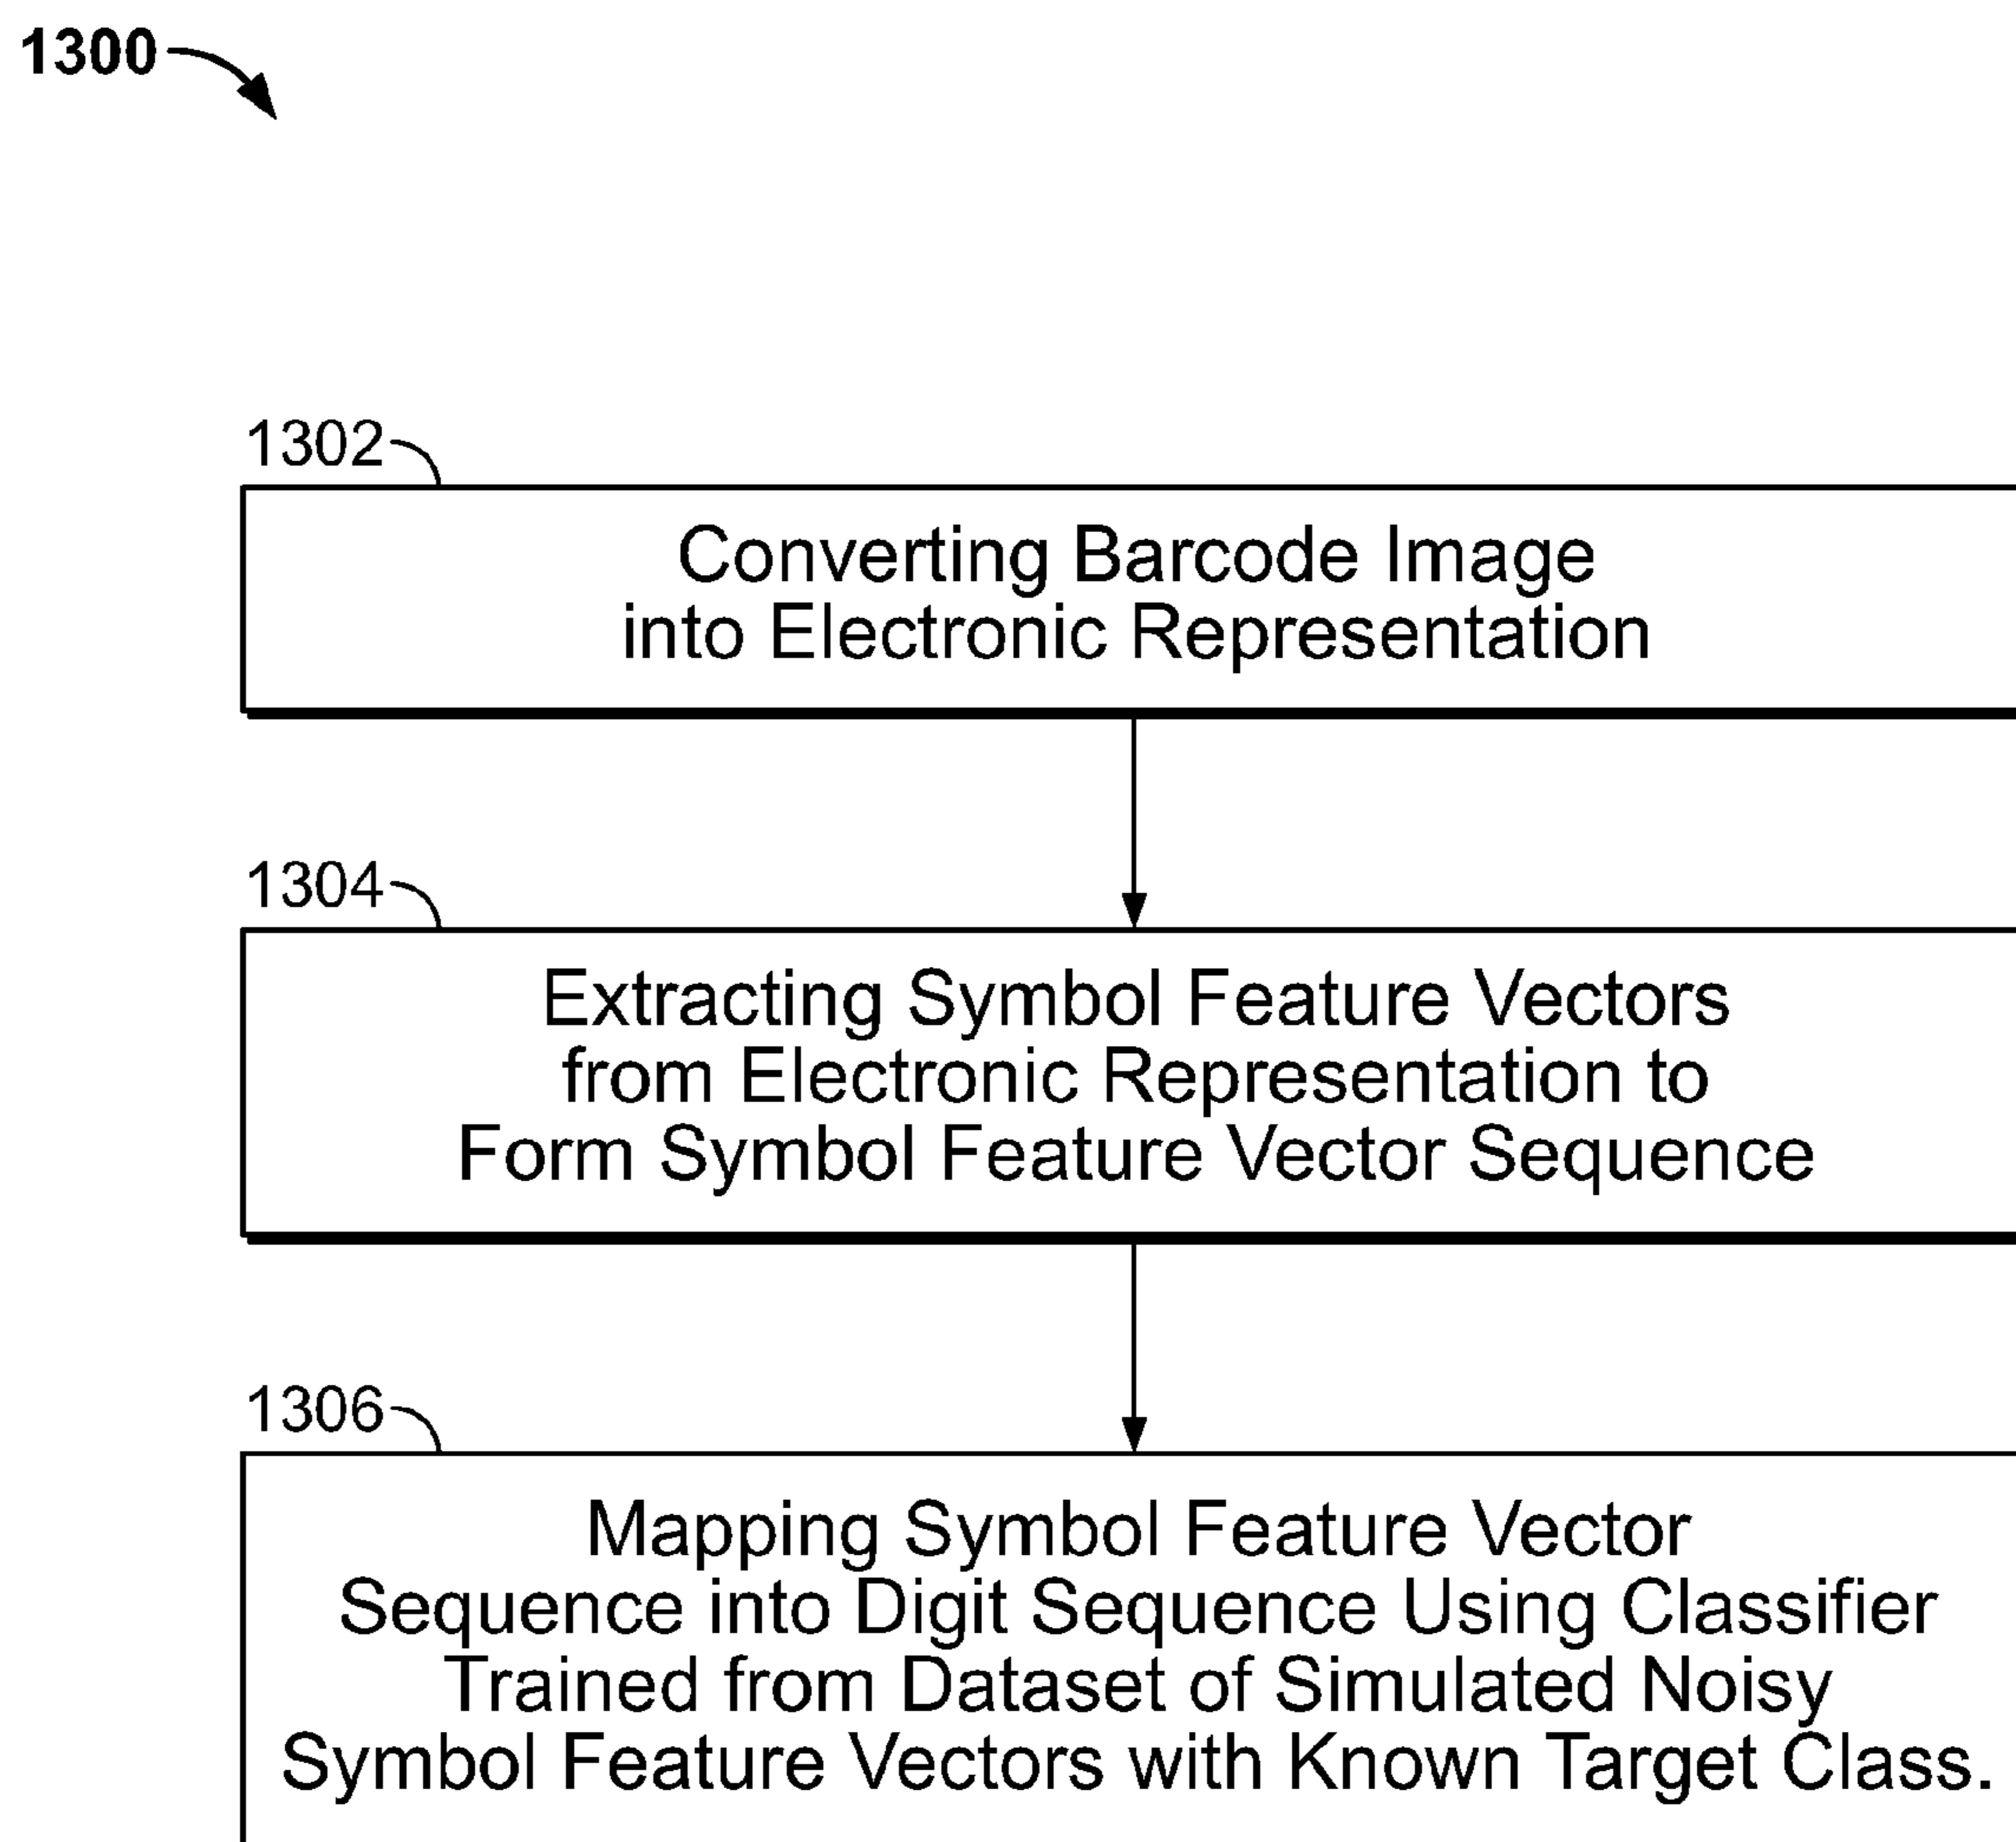 1300
1302
Converting Barcode Image
into Electronic Representation
1304
Extracting Symbol Feature Vectors
from Electronic Representation to
Form Symbol Feature Vector Sequence
1306
Mapping Symbol Feature Vector
Sequence into Digit Sequence Using Classifier
Trained from Dataset of Simulated Noisy
Symbol Feature Vectors with Known Target Class.